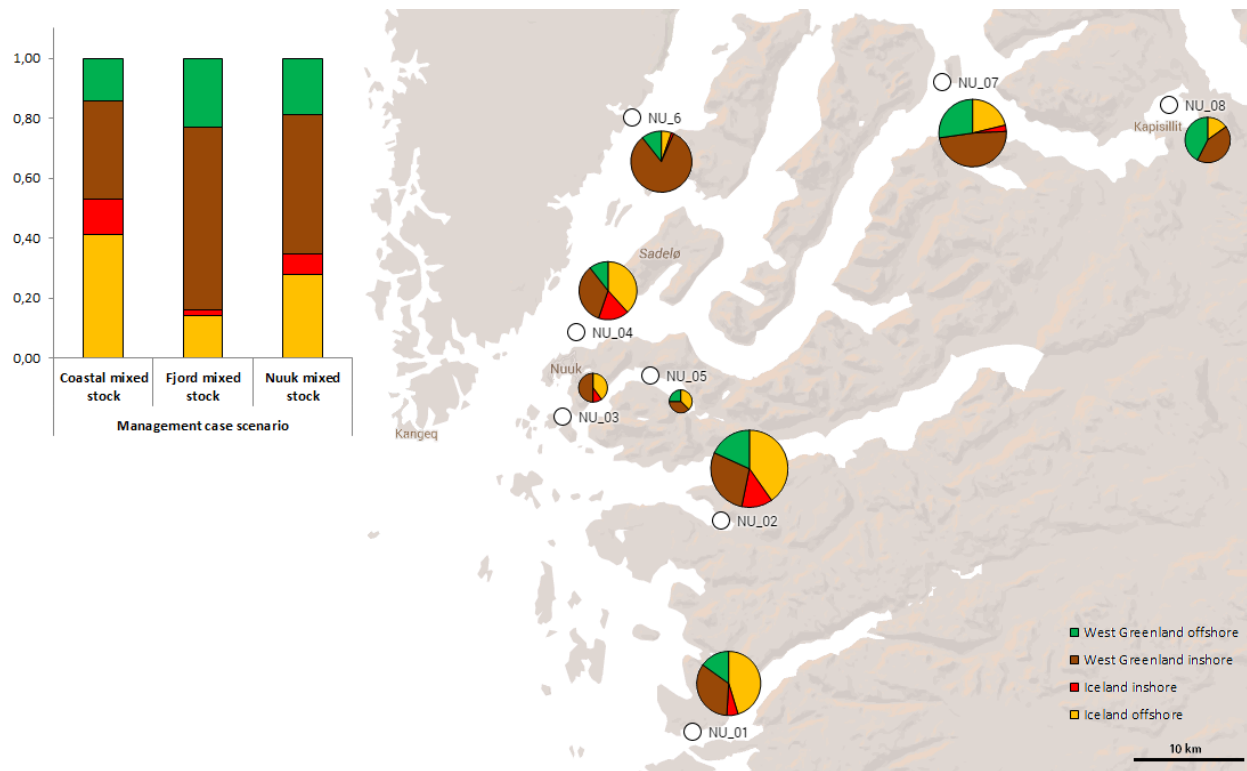 1,00
0,80
0,60
0,40
0,20
0,00
Coastal mixed stock
Fjord mixed stock
Nuuk mixed stock
Management case scenario
NU_07
NU_08
NU_6
Kapisillit
Sadelø
NU_04
Nuuk
NU_05
NU_03
Kangeq
NU_02
West Greenland offshore
West Greenland inshore
Iceland inshore
Iceland offshore
NU_01
10 km